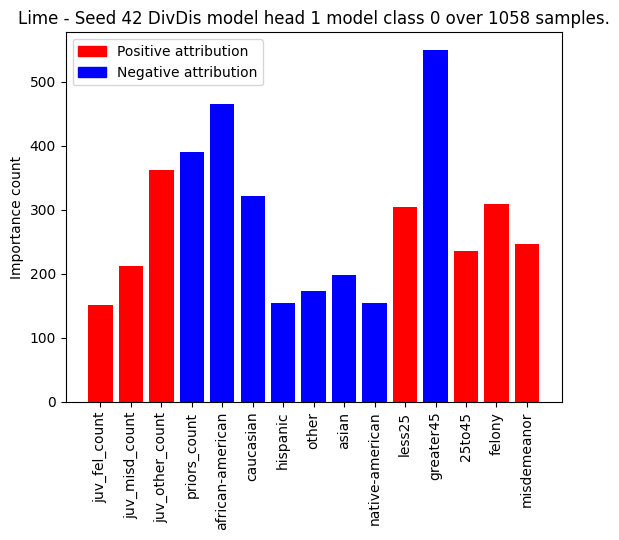 Lime - Seed 42 DivDis model head 1 model class 0 over 1058 samples.
Positive attribution
Negative attribution
Importance count
500
400
300
200
100
0
juv_fel_count
juv_misd_count
juv_other_count
priors_count
african-american
caucasian
hispanic
other
asian
native-american
less25
greater45
25to45
felony
misdemeanor